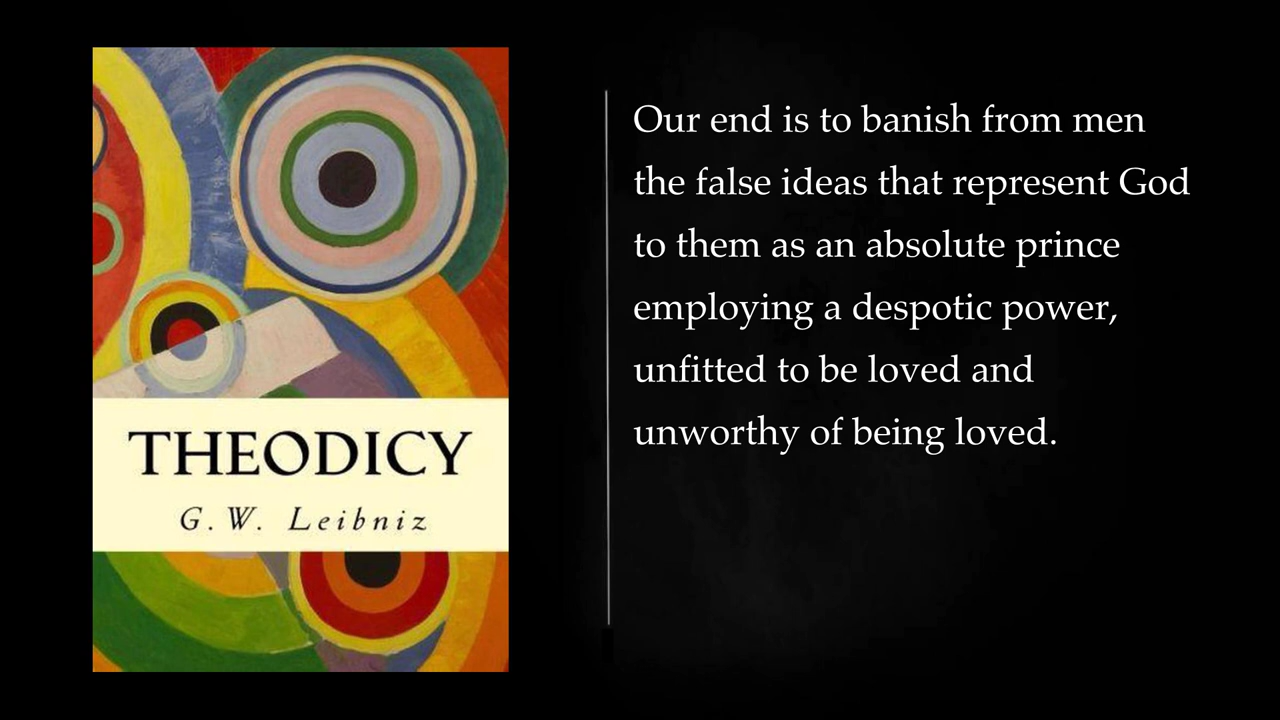 THEODICY
G. W. Leibniz
Our end is to banish from men
the false ideas that represent God
to them as an absolute prince
employing a despotic power,
unfitted to be loved and
unworthy of being loved.